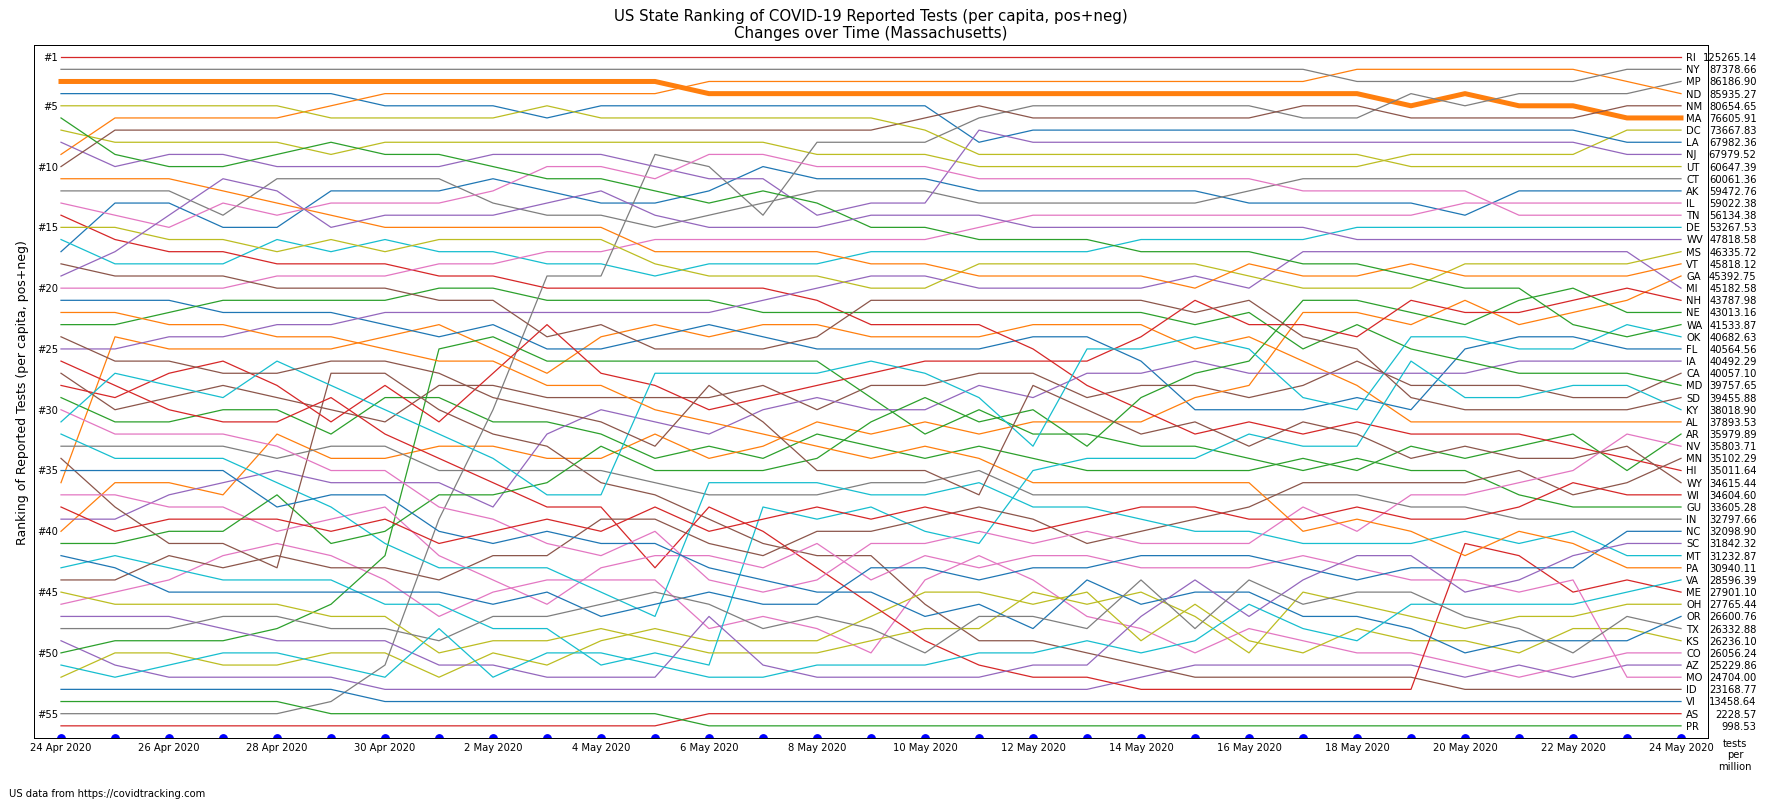 US State Ranking of COVID-19 Reported Tests (per capita, pos+neg)
Changes over Time (Massachusetts)
Ranking of Reported Tests (per capita, pos+neg)
#1
#5
#10
#15
#20
#25
#30
#35
#40
#45
#50
#55
RI 125265.14
NY 87378.66
MP 86186.90
ND 85935.27
NM 80654.65
MA 76605.91
DC 73667.83
LA 67982.36
NJ 67979.52
UT 60647.39
CT 60061.36
AK 59472.76
IL 59022.38
TN 56134.38
DE 53267.53
WV 47818.58
MS 46335.72
VT 45818.12
GA 45392.75
MI 45182.58
NH 43787.98
NE 43013.16
WA 41533.87
OK 40682.63
FL 40564.56
IA 40492.29
CA 40057.10
MD 39757.65
SD 39455.88
KY 38018.90
AL 37893.53
AR 35979.89
NV 35803.71
MN 35102.29
HI 35011.64
WY 34615.44
WI 34604.60
GU 33605.28
IN 32797.66
NC 32098.90
SC 31842.32
MT 31232.87
PA 30940.11
VA 28596.39
ME 27901.10
OH 27765.44
OR 26600.76
TX 26332.88
KS 26236.10
CO 26056.24
AZ 25229.86
MO 24704.00
ID 23168.77
VI 13458.64
AS 2228.57
PR 998.53
24 Apr 2020 26 Apr 2020 28 Apr 2020 30 Apr 2020 2 May 2020 4 May 2020 6 May 2020 8 May 2020 10 May 2020 12 May 2020 14 May 2020 16 May 2020 18 May 2020 20 May 2020 22 May 2020 24 May 2020
tests
per
million
US data from https://covidtracking.com